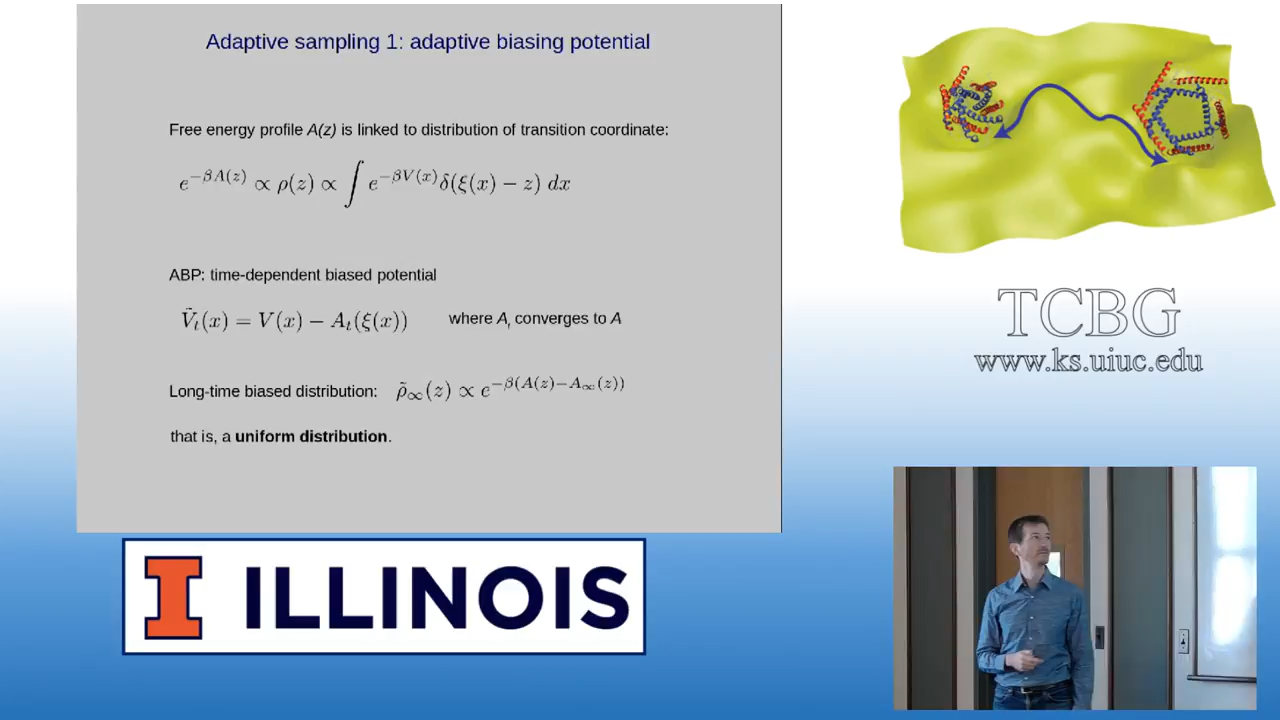 Adaptive sampling 1: adaptive biasing potential
Free energy profile A(z) is linked to distribution of transition coordinate:
e^{-βA(z)} ∝ ρ(z) ∝ ∫ e^{-βV(x)} δ(ξ(x) − z) dx
ABP: time-dependent biased potential
Ṽ_t(x) = V(x) − A_t(ξ(x)) where A_t converges to A
Long-time biased distribution: ρ̃_∞(z) ∝ e^{-β(A(z)−A_∞(z))}
that is, a uniform distribution.
I ILLINOIS
TCBG
www.ks.uiuc.edu